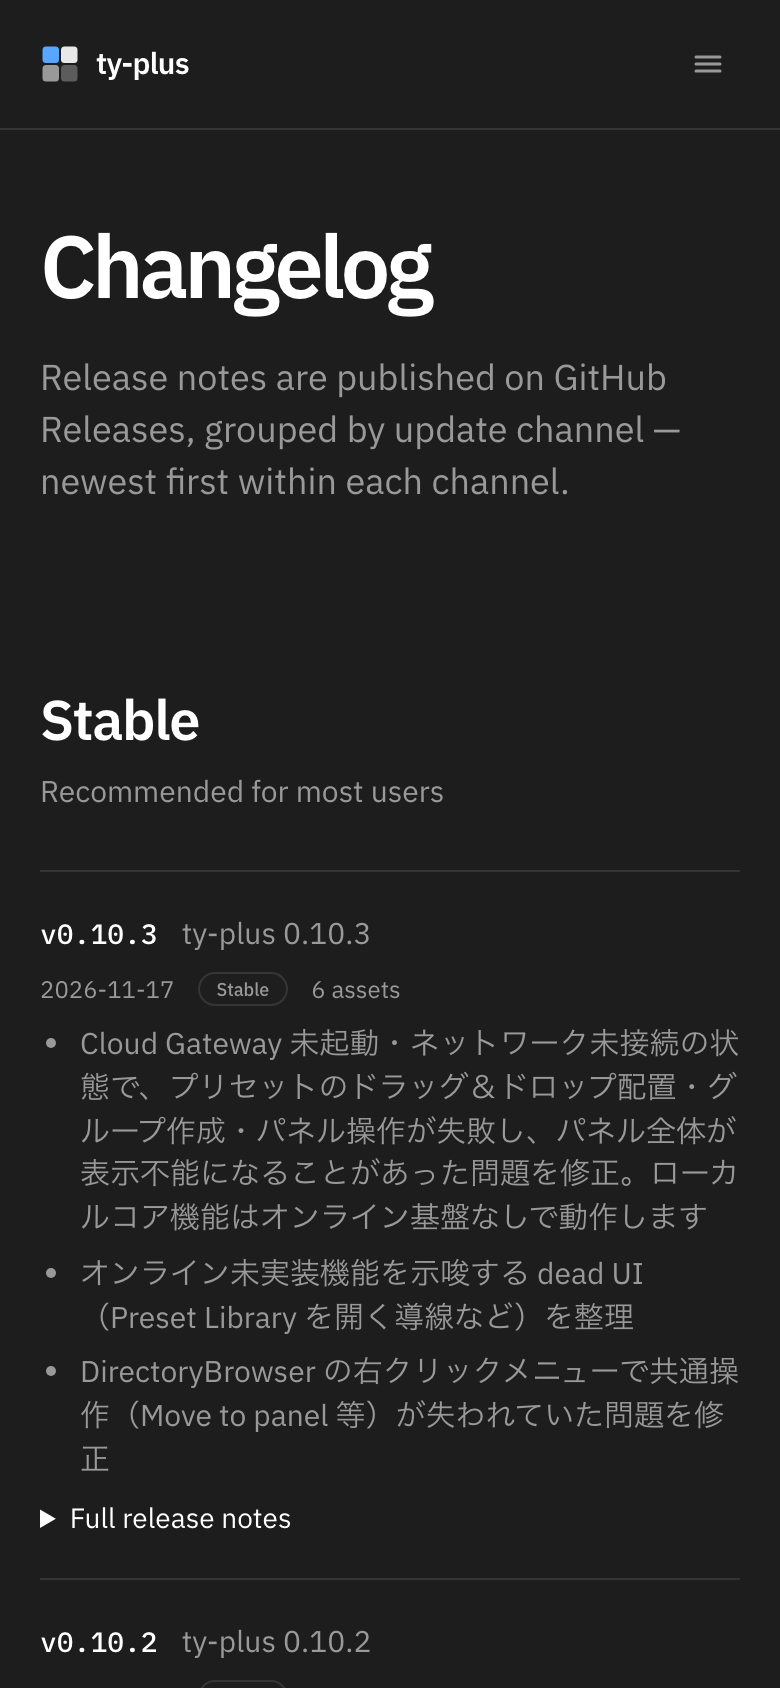 ty-plus
Changelog
Release notes are published on GitHub
Releases, grouped by update channel —
newest first within each channel.
Stable
Recommended for most users
v0.10.3 ty-plus 0.10.3
2026-11-17 Stable 6 assets
• Cloud Gateway 未起動・ネットワーク未接続の状
態で、プリセットのドラッグ＆ドロップ配置・グ
ループ作成・パネル操作が失敗し、パネル全体が
表示不能になることがあった問題を修正。ローカ
ルコア機能はオンライン基盤なしで動作します
• オンライン未実装機能を示唆する dead UI
（Preset Library を開く導線など）を整理
• DirectoryBrowser の右クリックメニューで共通操
作（Move to panel 等）が失われていた問題を修
正
▶ Full release notes
v0.10.2 ty-plus 0.10.2